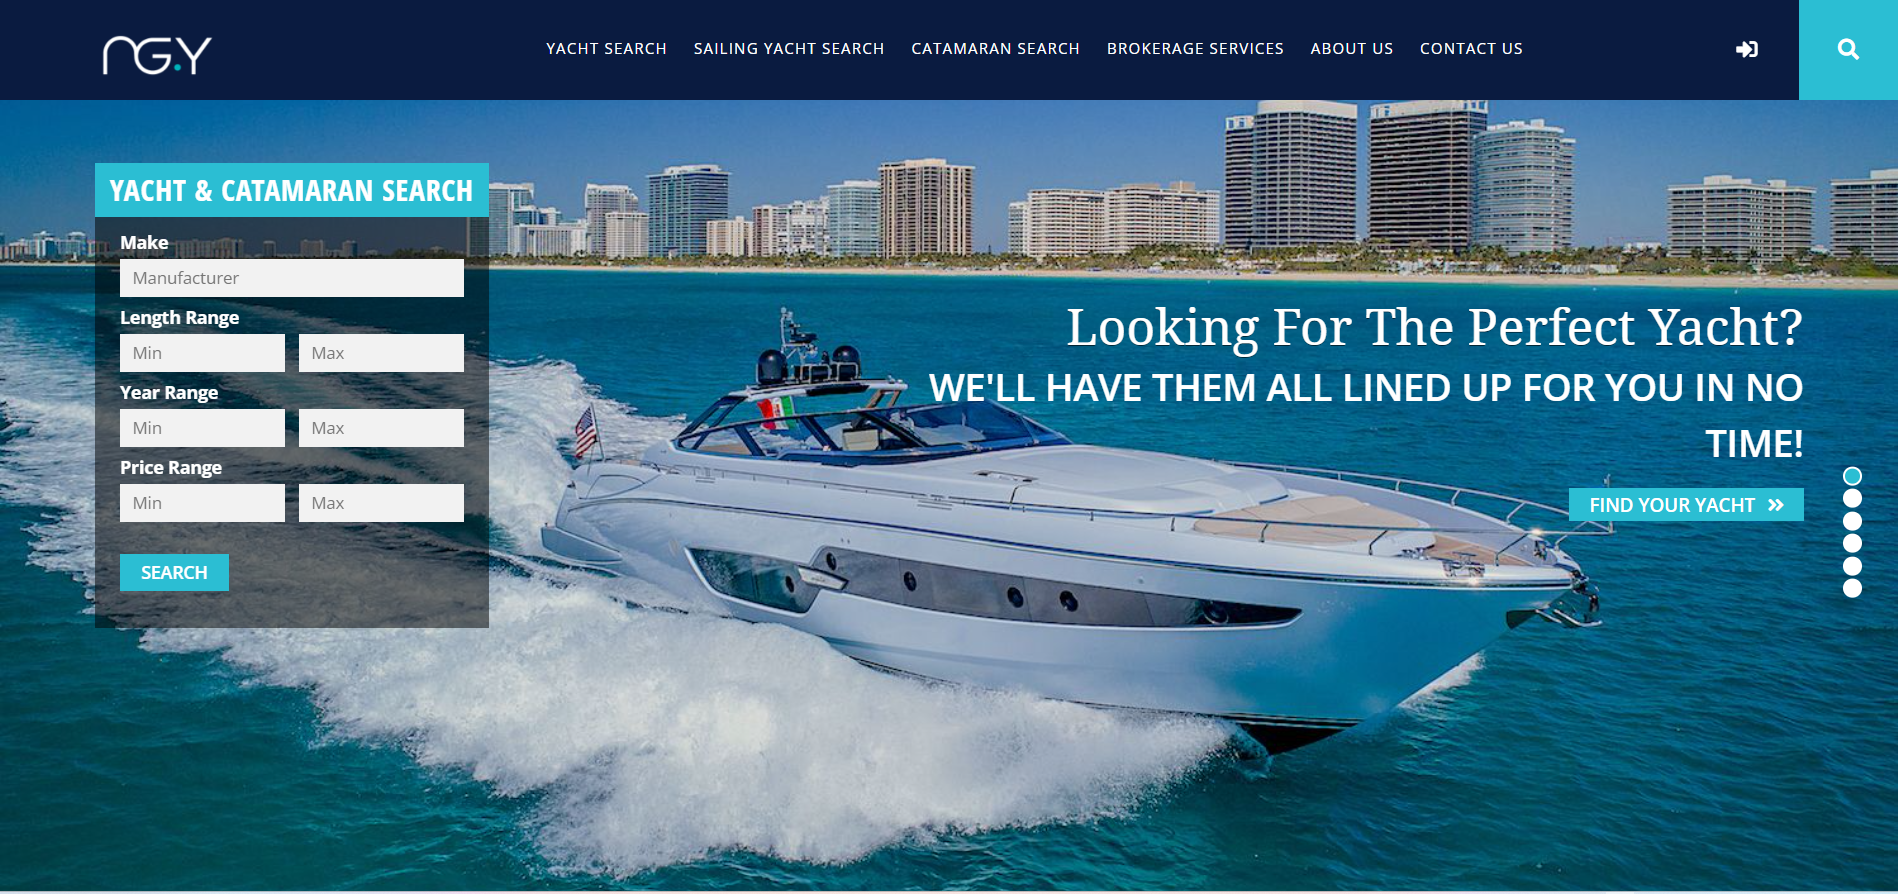 NGY
YACHT SEARCH
SAILING YACHT SEARCH
CATAMARAN SEARCH
BROKERAGE SERVICES
ABOUT US
CONTACT US
YACHT & CATAMARAN SEARCH
Make
Manufacturer
Length Range
Min
Max
Year Range
Min
Max
Price Range
Min
Max
SEARCH
Looking For The Perfect Yacht?
WE'LL HAVE THEM ALL LINED UP FOR YOU IN NO
TIME!
FIND YOUR YACHT »